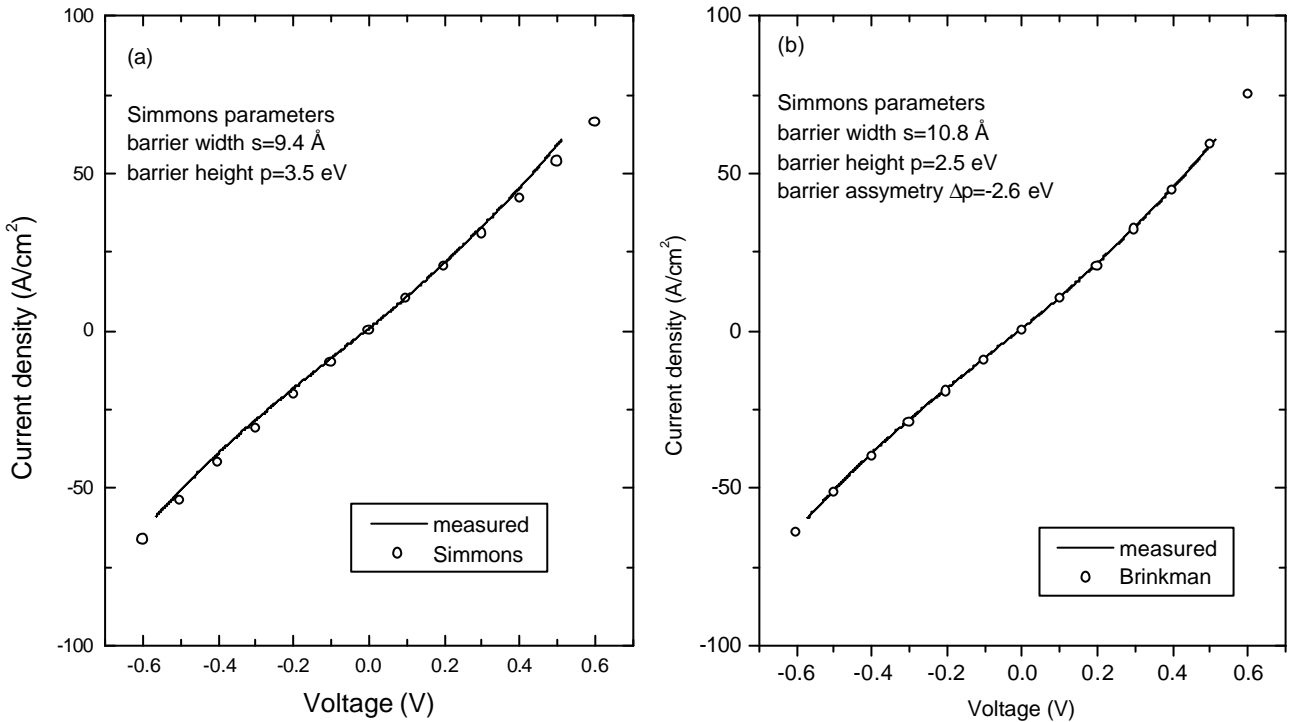 (a)
Simmons parameters
barrier width s=9.4 Å
barrier height p=3.5 eV
100
50
0
-50
-100
Current density (A/cm²)
measured
Simmons
-0.6 -0.4 -0.2 0.0 0.2 0.4 0.6
Voltage (V)
(b)
Simmons parameters
barrier width s=10.8 Å
barrier height p=2.5 eV
barrier assymetry Δp=-2.6 eV
100
50
0
-50
-100
Current density (A/cm²)
measured
Brinkman
-0.6 -0.4 -0.2 0.0 0.2 0.4 0.6
Voltage (V)